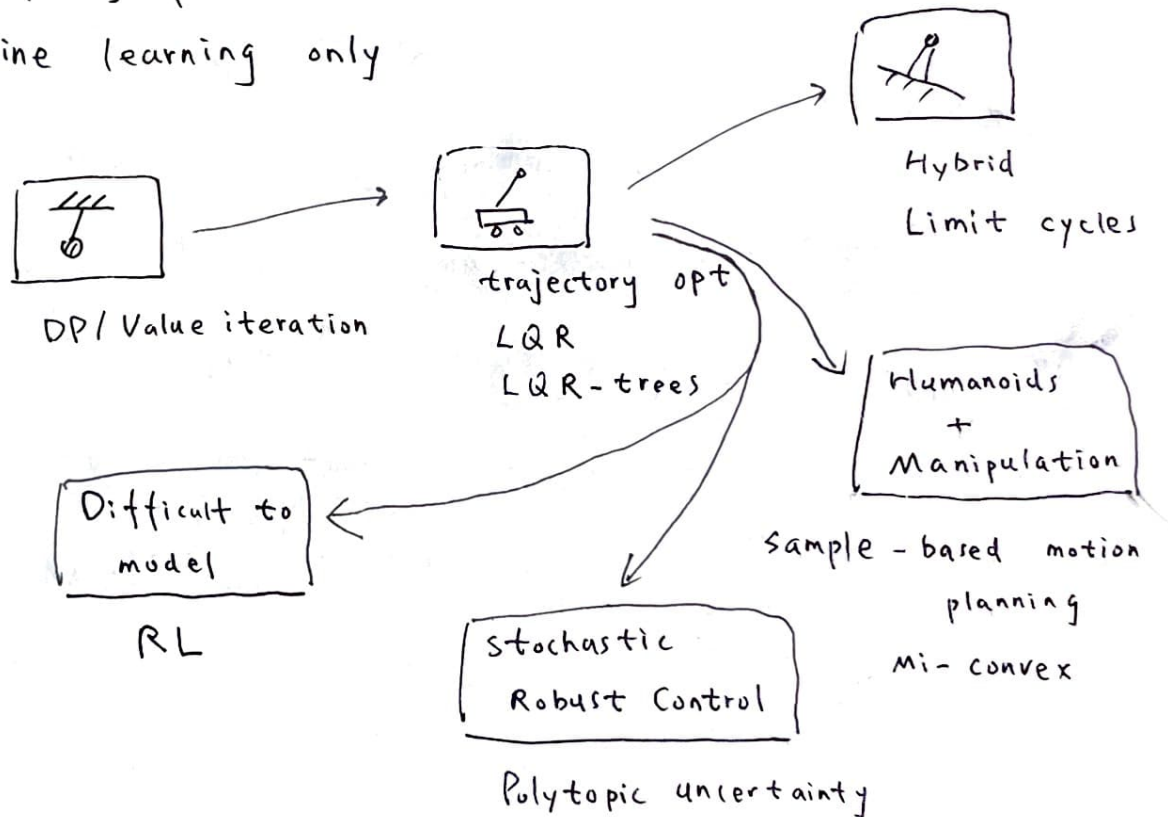 ine learning only
DP/Value iteration
trajectory opt
LQR
LQR-trees
Hybrid
Limit cycles
Humanoids
+
Manipulation
Sample-based motion
planning
Mi-convex
Difficult to
model
RL
Stochastic
Robust Control
Polytopic uncertainty